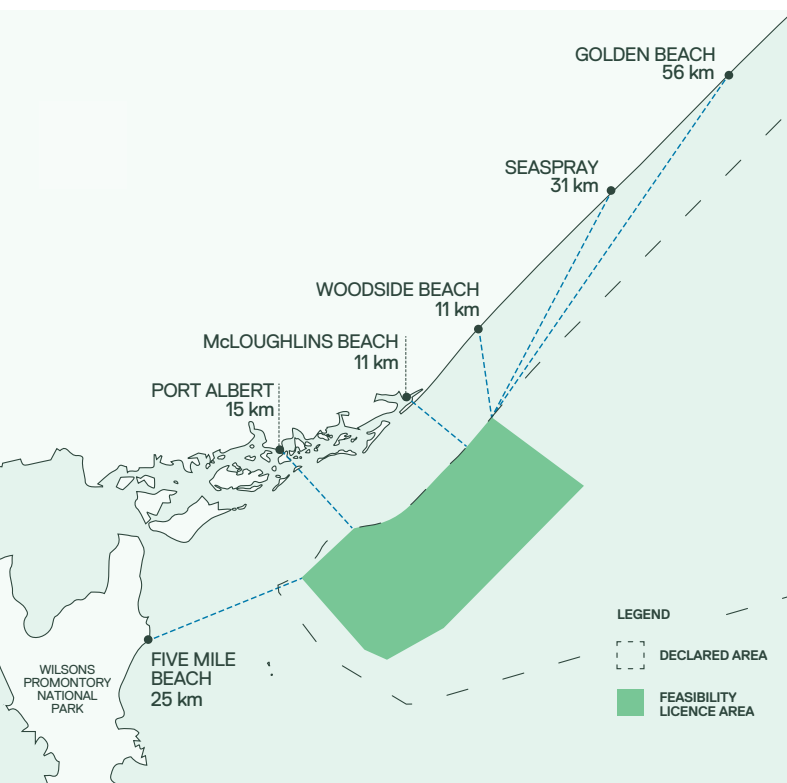 GOLDEN BEACH
56 km
SEASPRAY
31 km
WOODSIDE BEACH
11 km
McLOUGHLINS BEACH
11 km
PORT ALBERT
15 km
FIVE MILE
BEACH
25 km
WILSONS
PROMONTORY
NATIONAL
PARK
LEGEND
DECLARED AREA
FEASIBILITY
LICENCE AREA